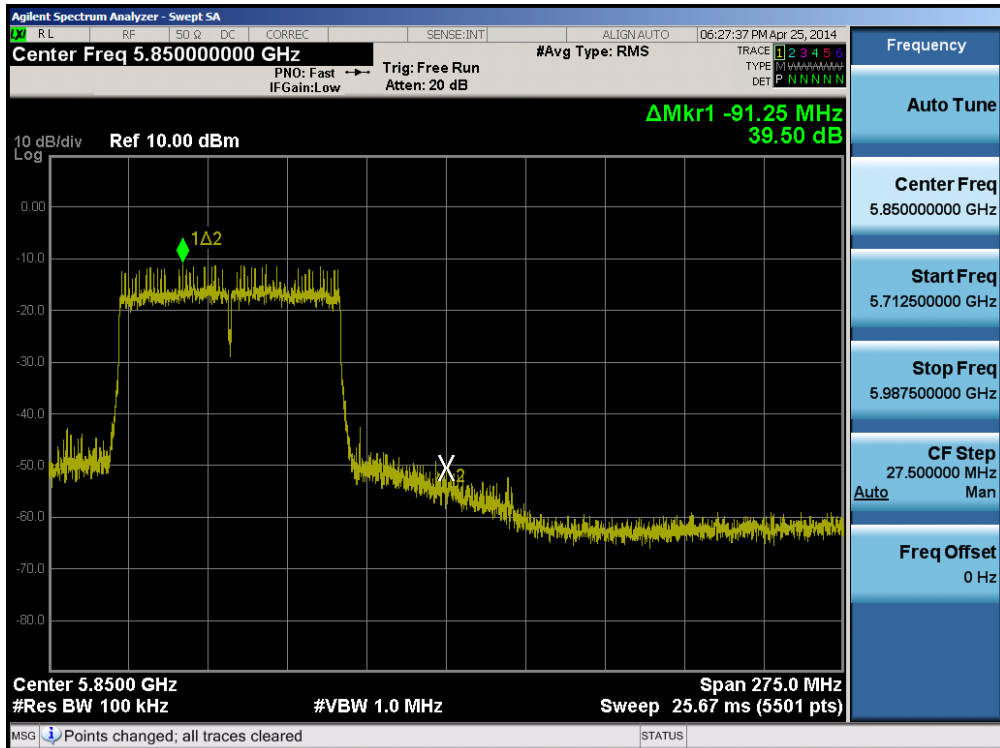 Agilent Spectrum Analyzer - Swept SA
LXI RL RF 50 Ω DC CORREC SENSE:INT ALIGN AUTO 06:27:37 PM Apr 25, 2014
Center Freq 5.850000000 GHz
PNO: Fast
IFGain:Low
Trig: Free Run
Atten: 20 dB
#Avg Type: RMS
TRACE 1 2 3 4 5 6
TYPE M
DET P N N N N N
ΔMkr1 -91.25 MHz
39.50 dB
10 dB/div Ref 10.00 dBm
Log
0.00
1Δ2
-10.0
-20.0
-30.0
-40.0
-50.0
X2
-60.0
-70.0
-80.0
Center 5.8500 GHz Span 275.0 MHz
#Res BW 100 kHz #VBW 1.0 MHz Sweep 25.67 ms (5501 pts)
MSG Points changed; all traces cleared STATUS
Frequency
Auto Tune
Center Freq
5.850000000 GHz
Start Freq
5.712500000 GHz
Stop Freq
5.987500000 GHz
CF Step
27.500000 MHz
Auto Man
Freq Offset
0 Hz